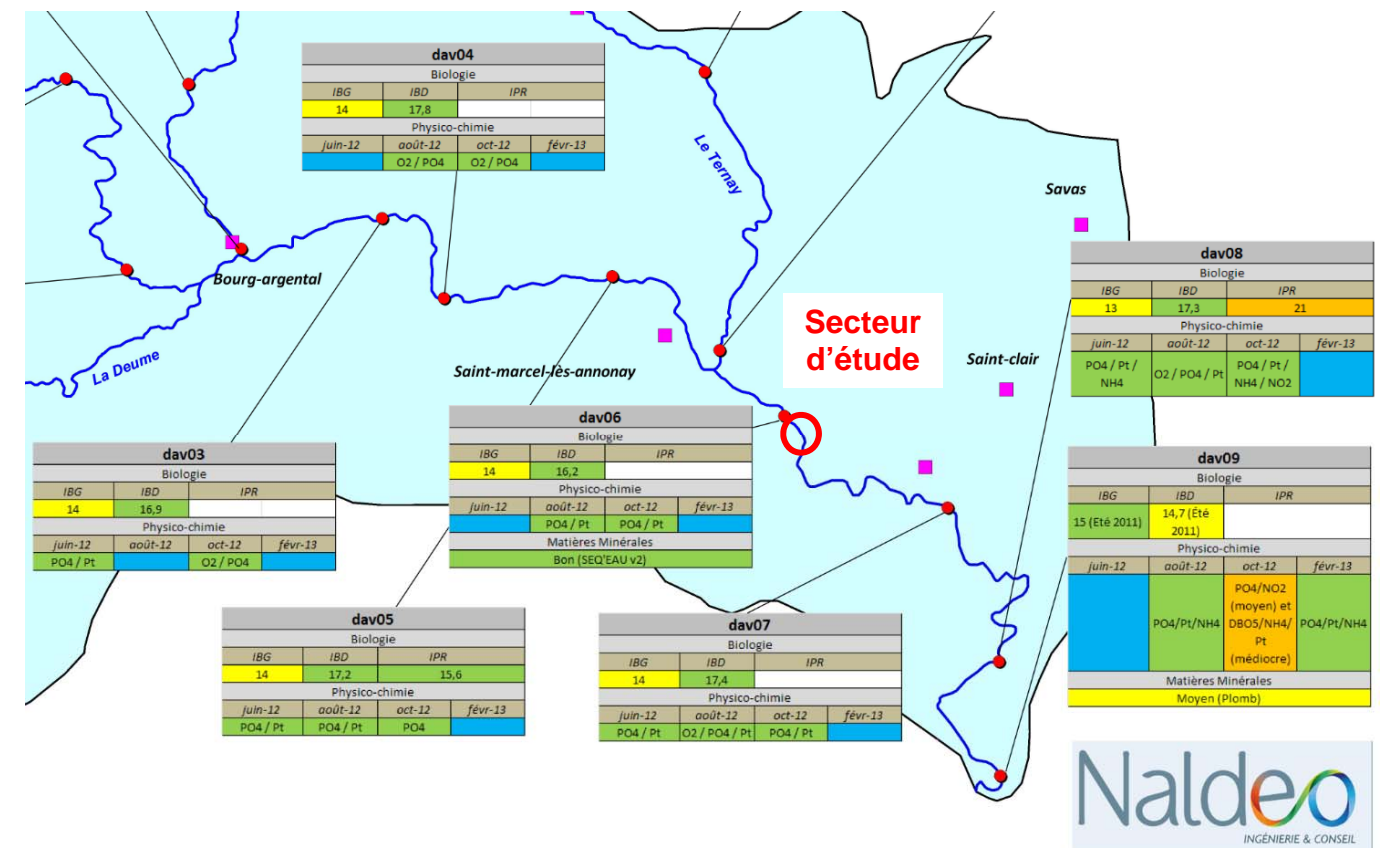 dav04
Biologie
IBG IBD IPR
14 17,8
Physico-chimie
juin-12 août-12 oct-12 févr-13
O2 / PO4 O2 / PO4
Le Ternay
Savas
Bourg-argental
La Deume
Secteur
d'étude
Saint-marcel-lès-annonay
Saint-clair
dav08
Biologie
IBG IBD IPR
13 17,3 21
Physico-chimie
juin-12 août-12 oct-12 févr-13
PO4 / Pt / NH4 O2 / PO4 / Pt PO4 / Pt / NH4 / NO2
dav03
Biologie
IBG IBD IPR
14 16,9
Physico-chimie
juin-12 août-12 oct-12 févr-13
PO4 / Pt O2 / PO4
dav06
Biologie
IBG IBD IPR
14 16,2
Physico-chimie
juin-12 août-12 oct-12 févr-13
PO4 / Pt PO4 / Pt
Matières Minérales
Bon (SEQ'EAU v2)
dav09
Biologie
IBG IBD IPR
15 (Eté 2011) 14,7 (Été 2011)
Physico-chimie
juin-12 août-12 oct-12 févr-13
PO4/Pt/NH4 PO4/NO2 (moyen) et DBO5/NH4/ Pt (médiocre) PO4/Pt/NH4
Matières Minérales
Moyen (Plomb)
dav05
Biologie
IBG IBD IPR
14 17,2 15,6
Physico-chimie
juin-12 août-12 oct-12 févr-13
PO4 / Pt PO4 / Pt PO4
dav07
Biologie
IBG IBD IPR
14 17,4
Physico-chimie
juin-12 août-12 oct-12 févr-13
PO4 / Pt O2 / PO4 / Pt PO4 / Pt
Naldeo
INGÉNIERIE & CONSEIL